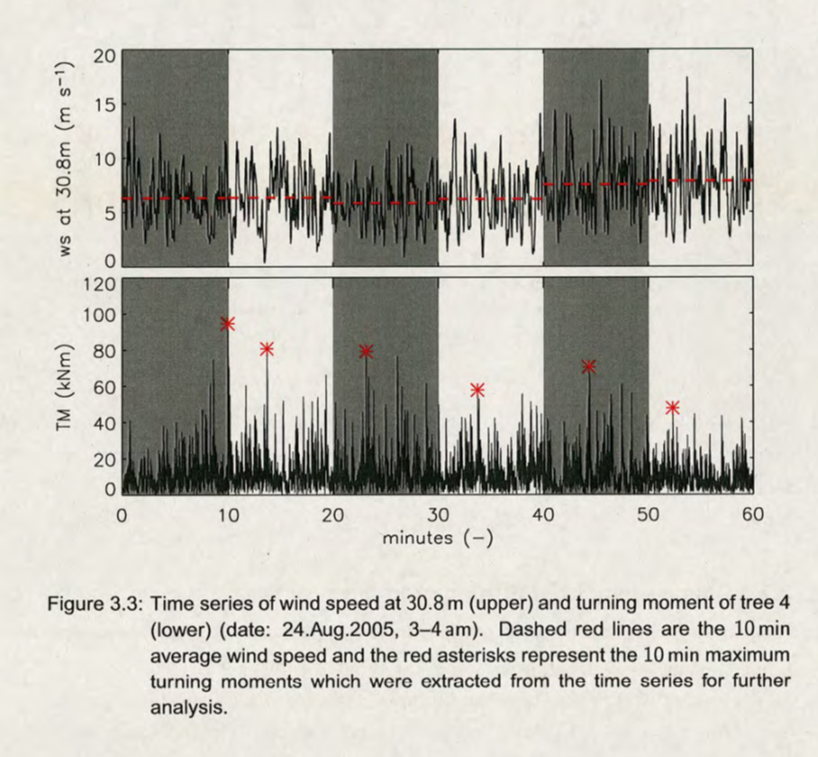 20
15
10
5
0
ws at 30.8m (m s⁻¹)
120
100
80
60
40
20
0
TM (kNm)
0 10 20 30 40 50 60
minutes (-)
Figure 3.3: Time series of wind speed at 30.8 m (upper) and turning moment of tree 4
(lower) (date: 24.Aug.2005, 3–4 am). Dashed red lines are the 10 min
average wind speed and the red asterisks represent the 10 min maximum
turning moments which were extracted from the time series for further
analysis.